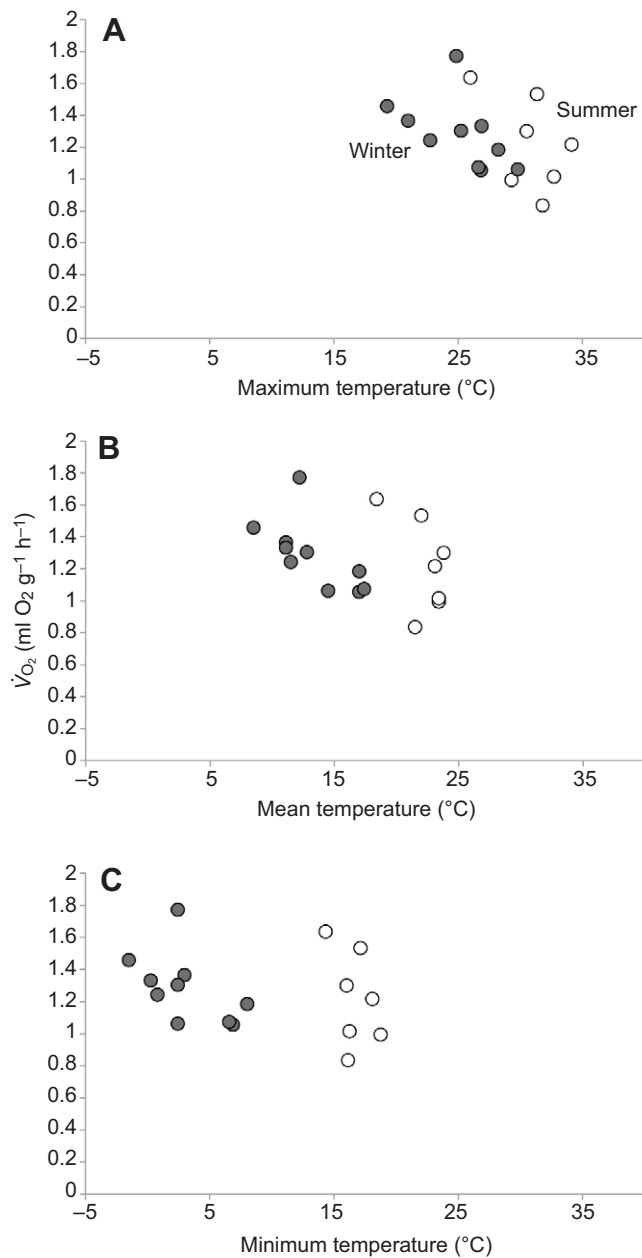 A
2
1.8
1.6
1.4
1.2
1
0.8
0.6
0.4
0.2
0
Winter
Summer
–5 5 15 25 35
Maximum temperature (°C)
B
2
1.8
1.6
1.4
1.2
1
0.8
0.6
0.4
0.2
0
V̇O₂ (ml O₂ g⁻¹ h⁻¹)
–5 5 15 25 35
Mean temperature (°C)
C
2
1.8
1.6
1.4
1.2
1
0.8
0.6
0.4
0.2
0
–5 5 15 25 35
Minimum temperature (°C)